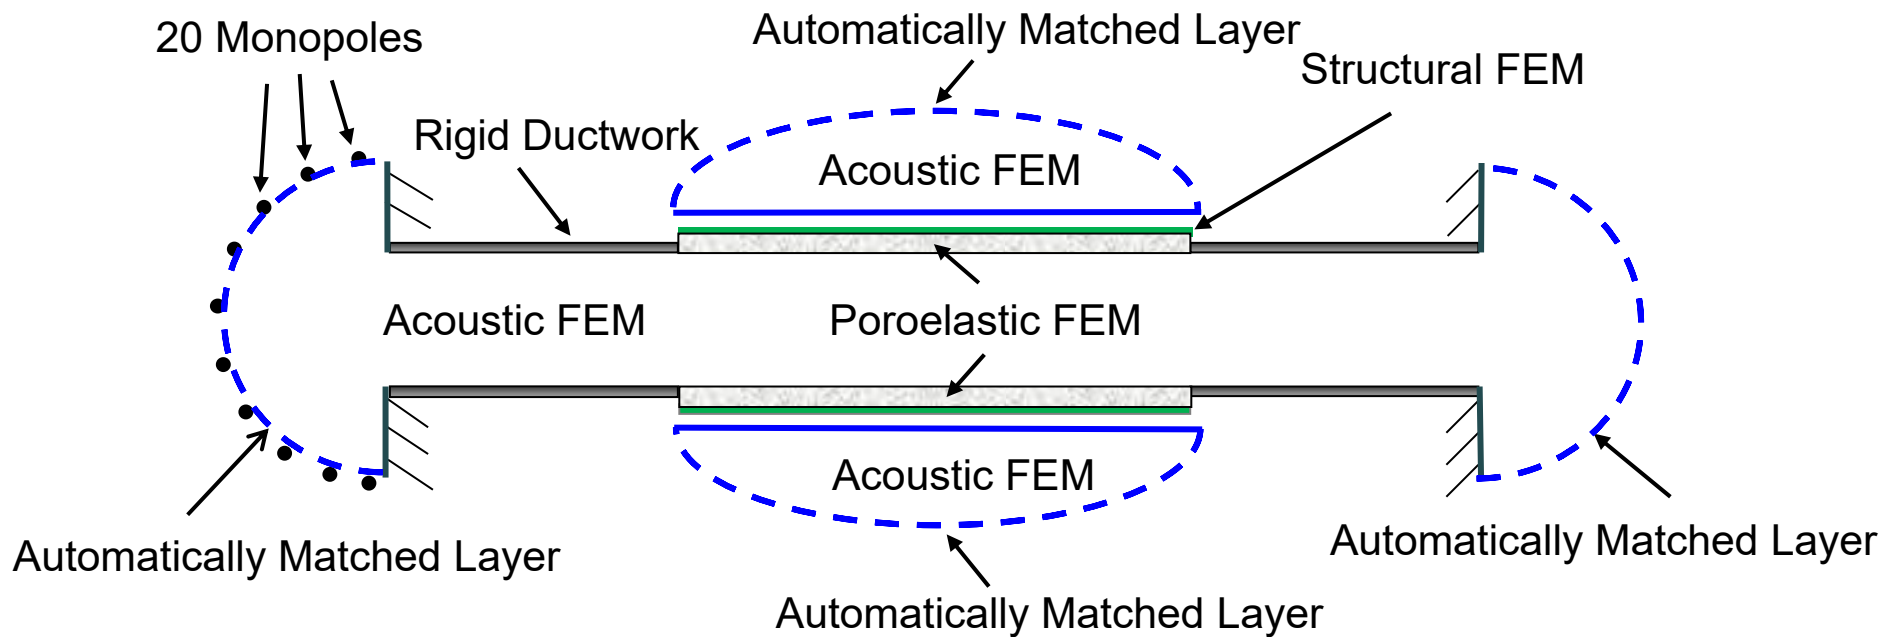 20 Monopoles
Automatically Matched Layer
Structural FEM
Rigid Ductwork
Acoustic FEM
Acoustic FEM
Poroelastic FEM
Acoustic FEM
Automatically Matched Layer
Automatically Matched Layer
Automatically Matched Layer